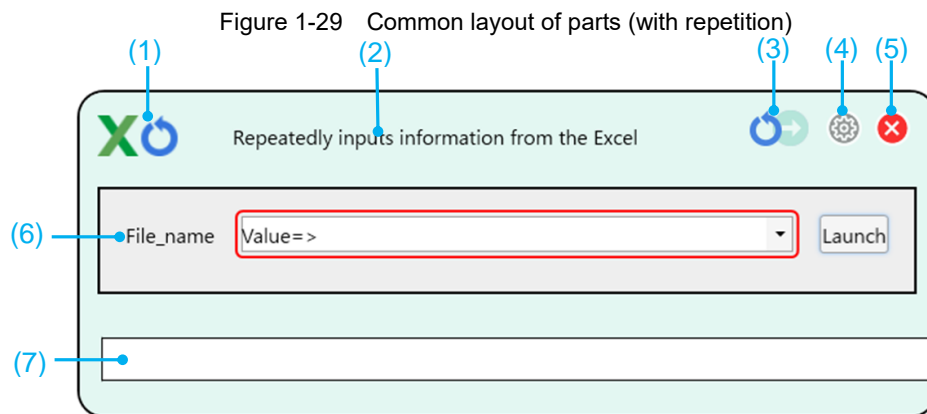 Figure 1-29 Common layout of parts (with repetition)
(1) (2) (3) (4) (5)
Repeatedly inputs information from the Excel
(6) File_name Value=> Launch
(7)